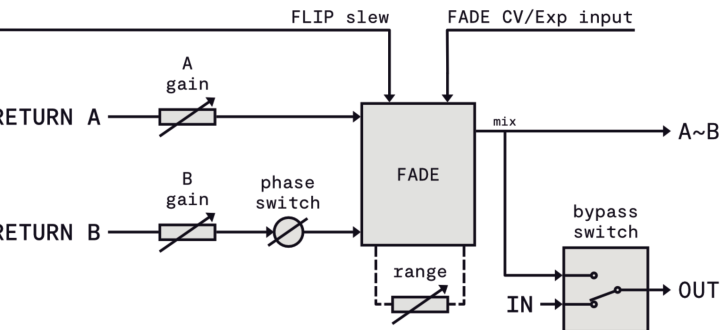 FLIP slew
FADE CV/Exp input
A
gain
RETURN A
mix
A~B
FADE
B
gain
phase
switch
RETURN B
bypass
switch
range
IN
OUT